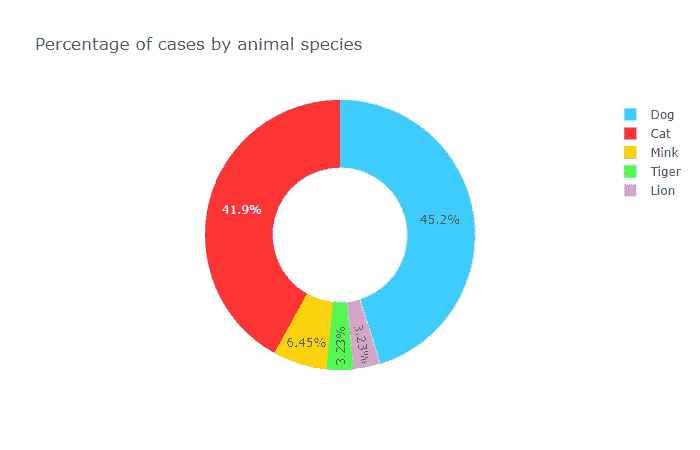 Percentage of cases by animal species
Dog
Cat
Mink
Tiger
Lion
41.9%
45.2%
6.45%
3.23%
3.23%